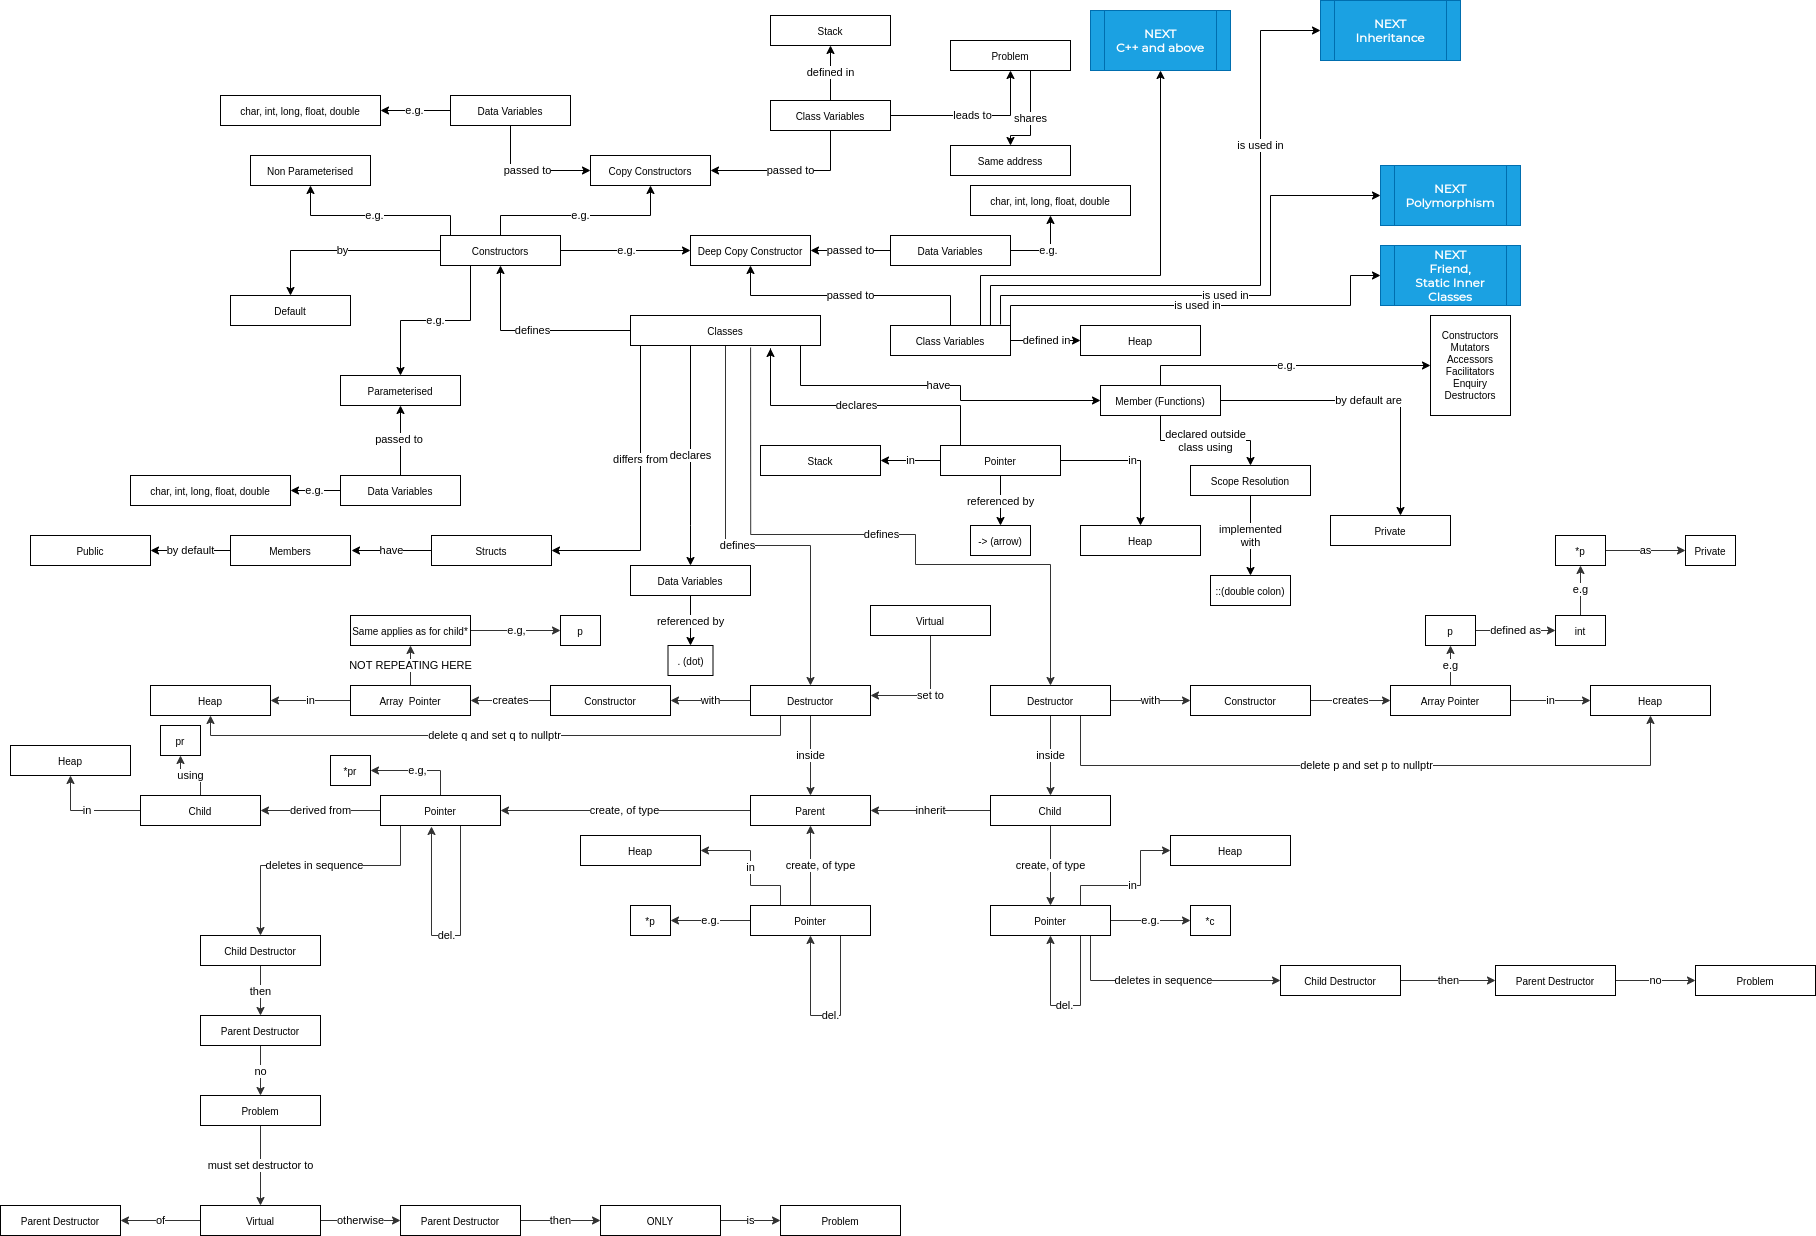 Stack
NEXT
C++ and above
NEXT
Inheritance
defined in
Problem
char, int, long, float, double
e.g.
Data Variables
Class Variables
leads to
shares
is used in
Non Parameterised
passed to
Copy Constructors
passed to
Same address
NEXT
Polymorphism
char, int, long, float, double
e.g.
e.g.
by
Constructors
e.g.
Deep Copy Constructor
passed to
Data Variables
e.g.
NEXT
Friend,
Static Inner
Classes
passed to
is used in
is used in
Default
e.g.
defines
Classes
Class Variables
defined in
Heap
Constructors
Mutators
Accessors
Facilitators
Enquiry
Destructors
e.g.
Parameterised
have
declares
Member (Functions)
by default are
passed to
differs from
declares
declared outside
class using
Stack
in
Pointer
in
Scope Resolution
char, int, long, float, double
e.g.
Data Variables
referenced by
implemented
with
Private
Public
by default
Members
have
Structs
defines
defines
-> (arrow)
Heap
*p
as
Private
Data Variables
::(double colon)
e.g
Same applies as for child*
e.g,
p
referenced by
Virtual
p
defined as
int
NOT REPEATING HERE
. (dot)
e.g
Heap
in
Array  Pointer
creates
Constructor
with
Destructor
set to
Destructor
with
Constructor
creates
Array Pointer
in
Heap
delete q and set q to nullptr
pr
inside
inside
delete p and set p to nullptr
Heap
using
*pr
e.g,
in
Child
derived from
Pointer
create, of type
Parent
inherit
Child
Heap
in
create, of type
create, of type
Heap
deletes in sequence
in
*p
e.g.
Pointer
Pointer
e.g.
*c
del.
Child Destructor
deletes in sequence
Child Destructor
then
Parent Destructor
no
Problem
then
del.
del.
Parent Destructor
no
Problem
must set destructor to
Parent Destructor
of
Virtual
otherwise
Parent Destructor
then
ONLY
is
Problem